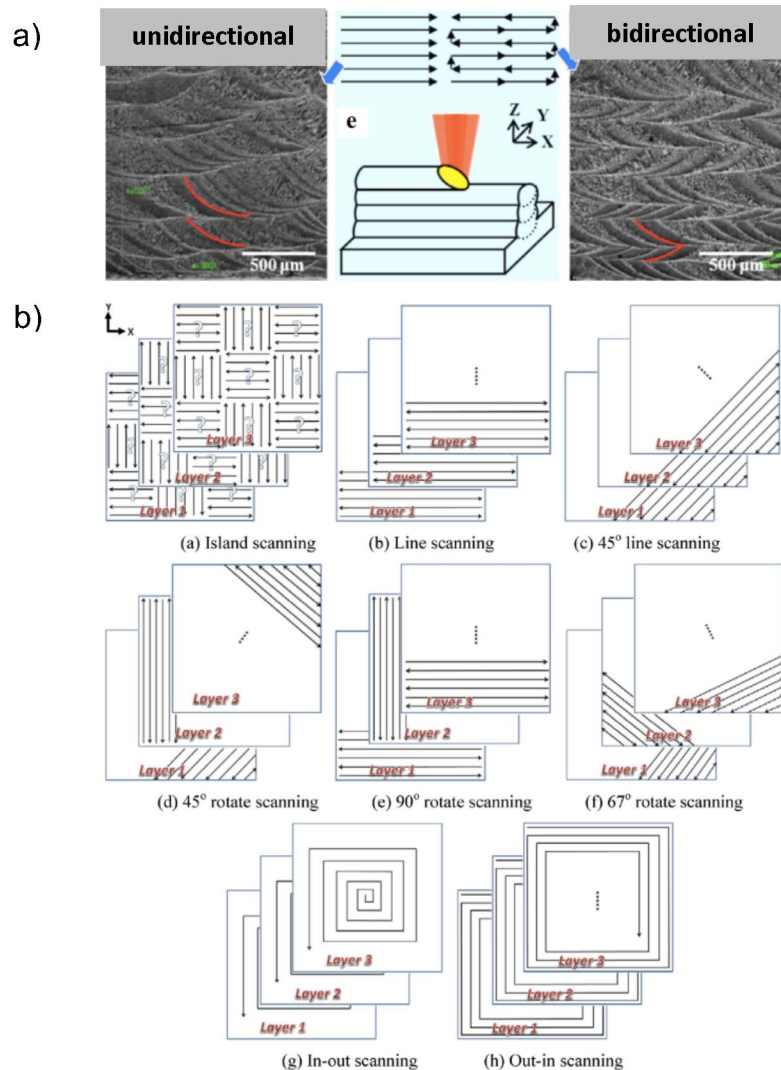 a)
unidirectional
bidirectional
e
Z
Y
X
500 µm
500 µm
b)
Y
X
Layer 3
Layer 2
Layer 1
(a) Island scanning
Layer 3
Layer 2
Layer 1
(b) Line scanning
Layer 3
Layer 2
Layer 1
(c) 45° line scanning
Layer 3
Layer 2
Layer 1
(d) 45° rotate scanning
Layer 3
Layer 2
Layer 1
(e) 90° rotate scanning
Layer 3
Layer 2
Layer 1
(f) 67° rotate scanning
Layer 3
Layer 2
Layer 1
(g) In-out scanning
Layer 3
Layer 2
Layer 1
(h) Out-in scanning